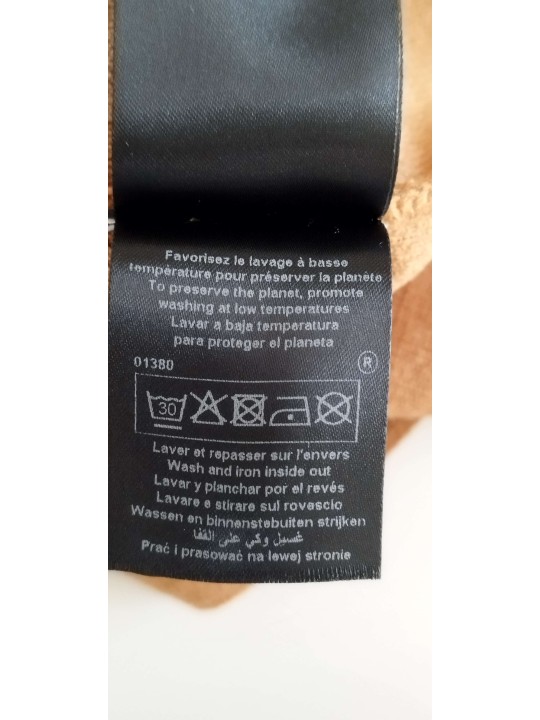 Favorisez le lavage à basse
température pour préserver la planète
To preserve the planet, promote
washing at low temperatures
Lavar a baja temperatura
para proteger el planeta
01380 ®
30
Laver et repasser sur l'envers
Wash and iron inside out
Lavar y planchar por el revés
Lavare e stirare sul rovescio
Wassen en binnenstebuiten strijken
غسيل وكي على القفا
Prać i prasować na lewej stronie